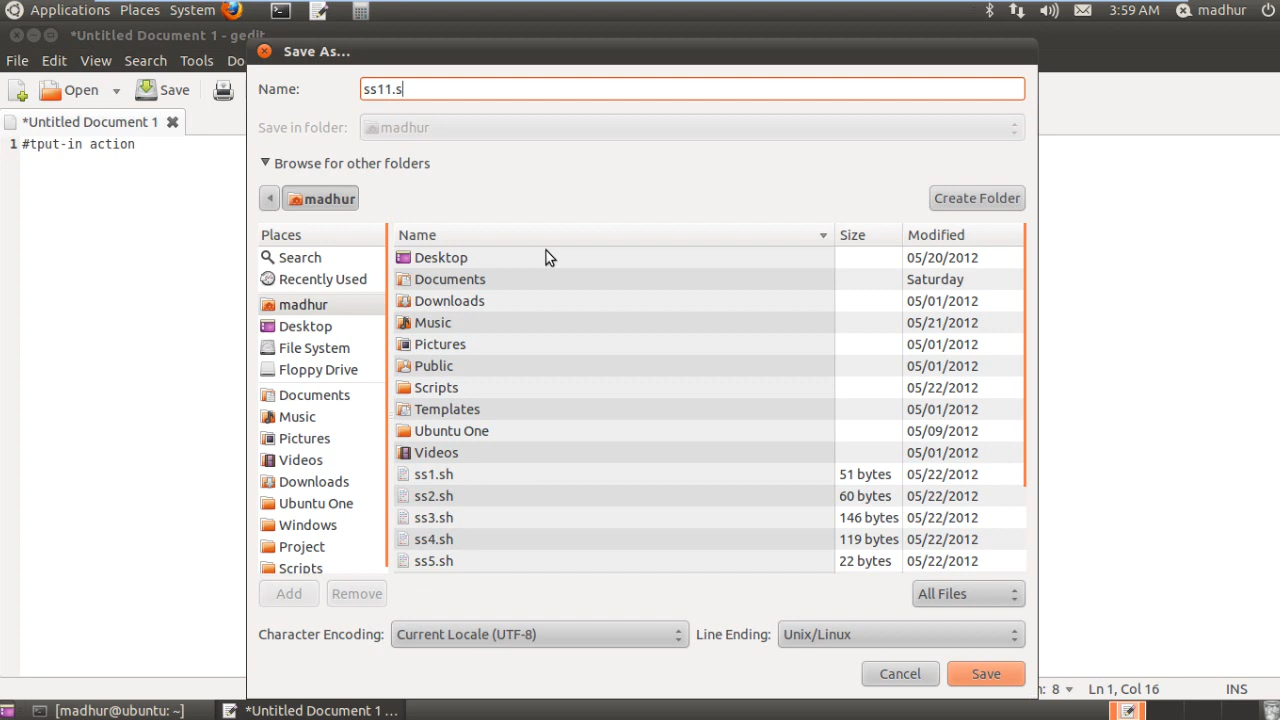 Applications Places System 3:59 AM madhur
*Untitled Document 1 - gedit
Save As...
File Edit View Search Tools Do
Name: ss11.s
Open Save
*Untitled Document 1
Save in folder: madhur
1 #tput-in action
Browse for other folders
madhur Create Folder
Places Name Size Modified
Search Desktop 05/20/2012
Recently Used Documents Saturday
madhur Downloads 05/01/2012
Desktop Music 05/21/2012
File System Pictures 05/01/2012
Floppy Drive Public 05/01/2012
Documents Scripts 05/22/2012
Music Templates 05/01/2012
Pictures Ubuntu One 05/09/2012
Videos Videos 05/01/2012
Downloads ss1.sh 51 bytes 05/22/2012
Ubuntu One ss2.sh 60 bytes 05/22/2012
Windows ss3.sh 146 bytes 05/22/2012
Project ss4.sh 119 bytes 05/22/2012
Scripts ss5.sh 22 bytes 05/22/2012
Add Remove All Files
Character Encoding: Current Locale (UTF-8) Line Ending: Unix/Linux
Cancel Save
: 8 Ln 1, Col 16 INS
[madhur@ubuntu: ~] *Untitled Document 1 ...